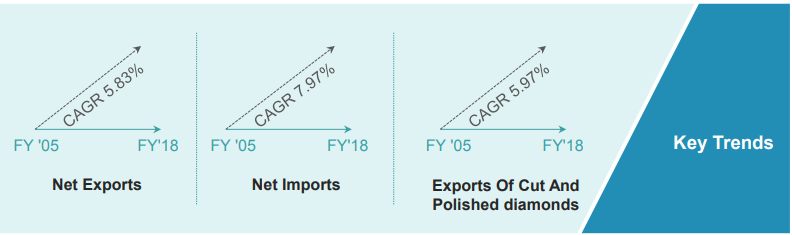 CAGR 5.83%
FY '05 FY'18
Net Exports
CAGR 7.97%
FY '05 FY'18
Net Imports
CAGR 5.97%
FY '05 FY'18
Exports Of Cut And
Polished diamonds
Key Trends